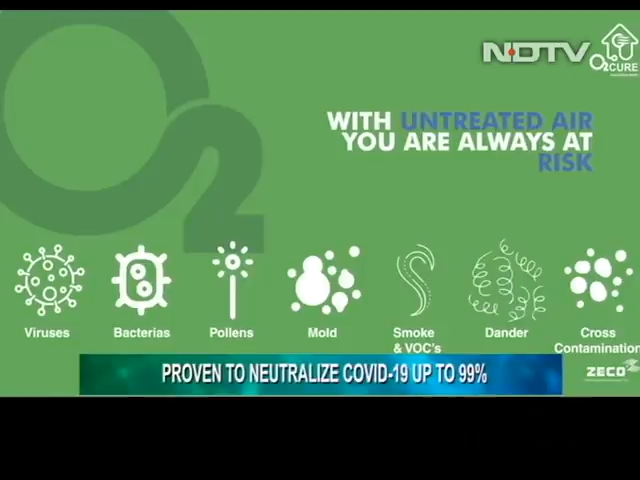 NDTV
O2CURE
WITH UNTREATED AIR
YOU ARE ALWAYS AT
RISK
O2
Viruses
Bacterias
Pollens
Mold
Smoke
& VOC's
Dander
Cross
Contamination
PROVEN TO NEUTRALIZE COVID-19 UP TO 99%
ZECO